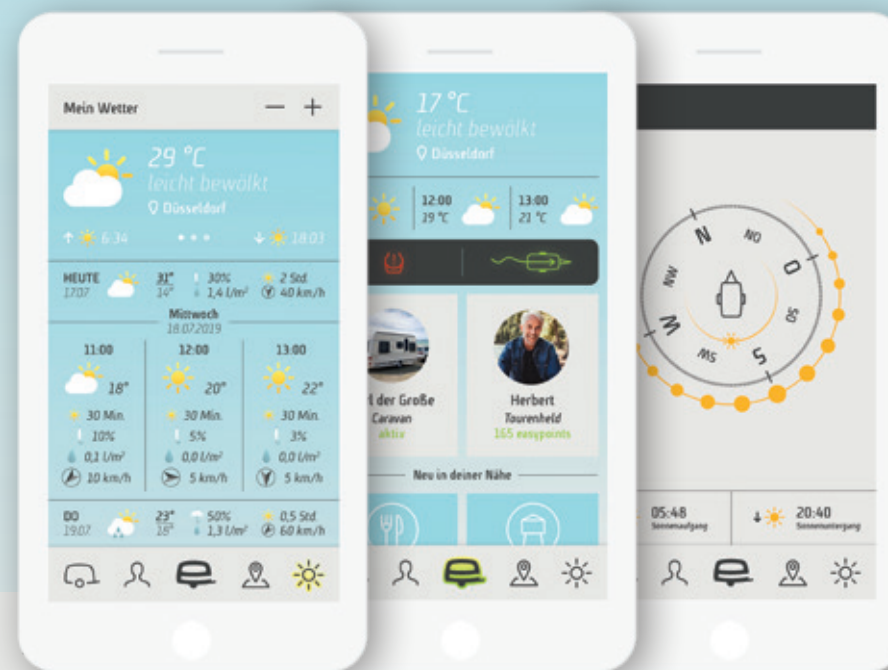 Mein Wetter
29 °C
leicht bewölkt
Düsseldorf
6:34
18:03
HEUTE 31° 30% 2 Std.
17.07. 14° 1,4 l/m² 40 km/h
Mittwoch
18.07.2019
11:00 12:00 13:00
18° 20° 22°
30 Min. 30 Min. 30 Min.
10% 5% 3%
0,1 l/m² 0,0 l/m² 0,0 l/m²
10 km/h 5 km/h 5 km/h
DO 23° 50% 0,5 Std.
19.07. 18° 1,3 l/m² 60 km/h
17 °C
leicht bewölkt
Düsseldorf
12:00 13:00
19 °C 21 °C
der Große
Caravan
aktiv
Herbert
Tourenheld
165 easypoints
Neu in deiner Nähe
N
NO
O
SO
S
SW
W
NW
05:48
Sonnenaufgang
20:40
Sonnenuntergang